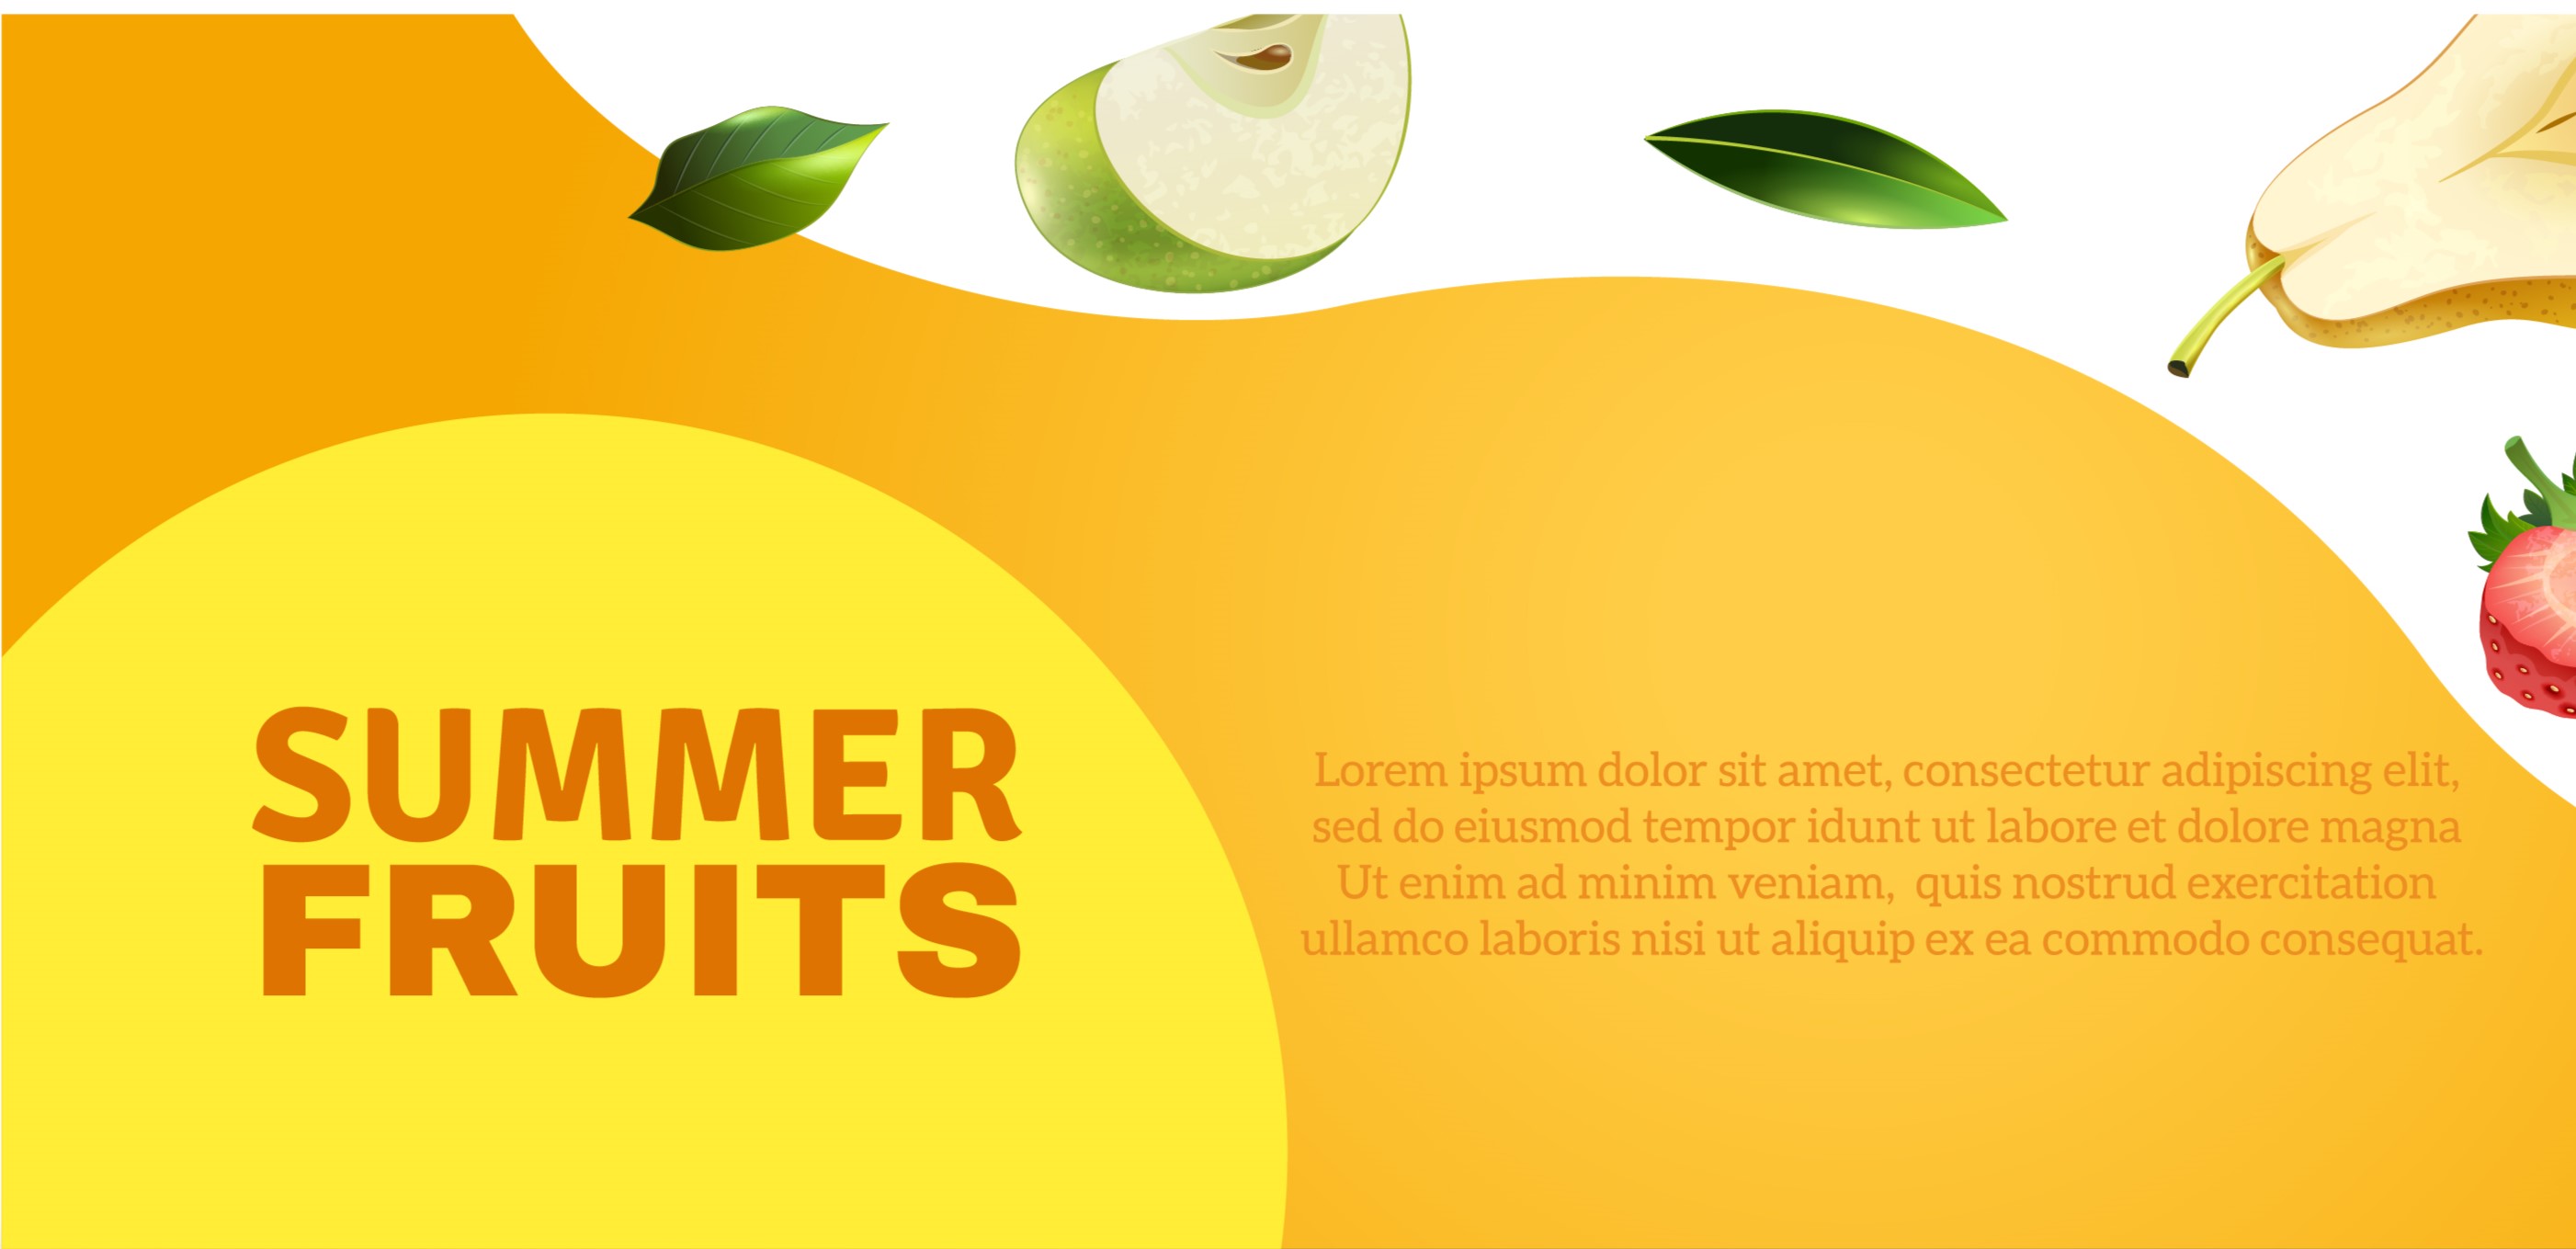 SUMMER
FRUITS
Lorem ipsum dolor sit amet, consectetur adipiscing elit,
sed do eiusmod tempor idunt ut labore et dolore magna
Ut enim ad minim veniam, quis nostrud exercitation
ullamco laboris nisi ut aliquip ex ea commodo consequat.